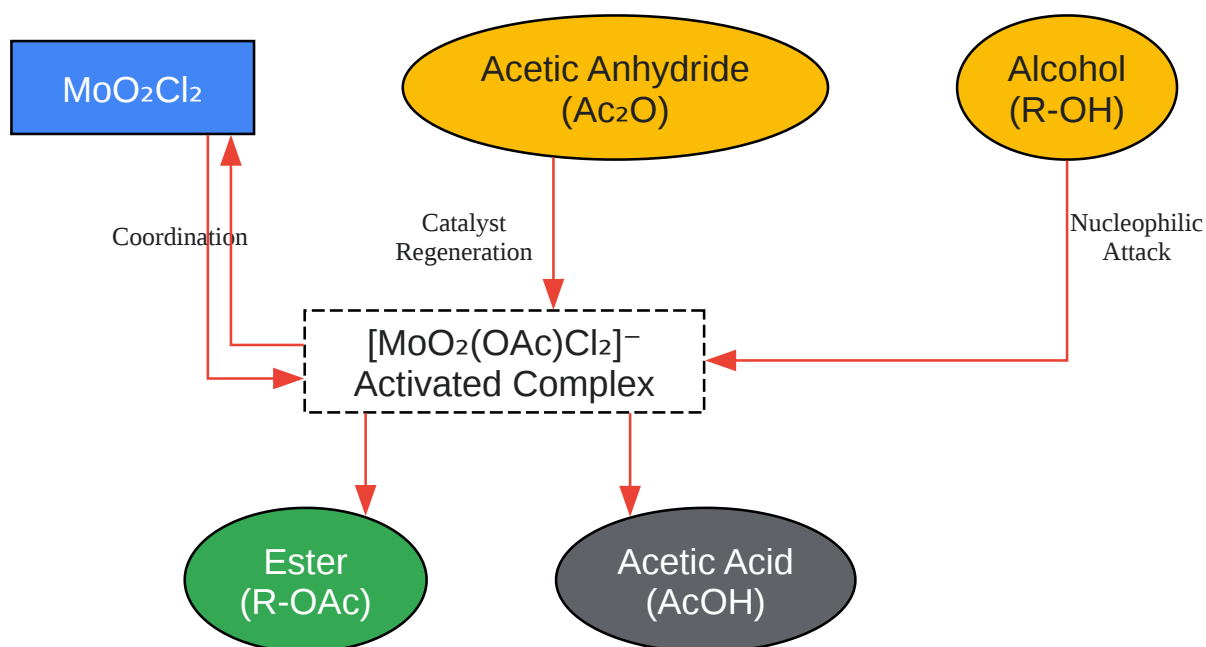 MoO₂Cl₂
Acetic Anhydride
(Ac₂O)
Alcohol
(R-OH)
Coordination
Catalyst
Regeneration
Nucleophilic
Attack
[MoO₂(OAc)Cl₂]⁻
Activated Complex
Ester
(R-OAc)
Acetic Acid
(AcOH)